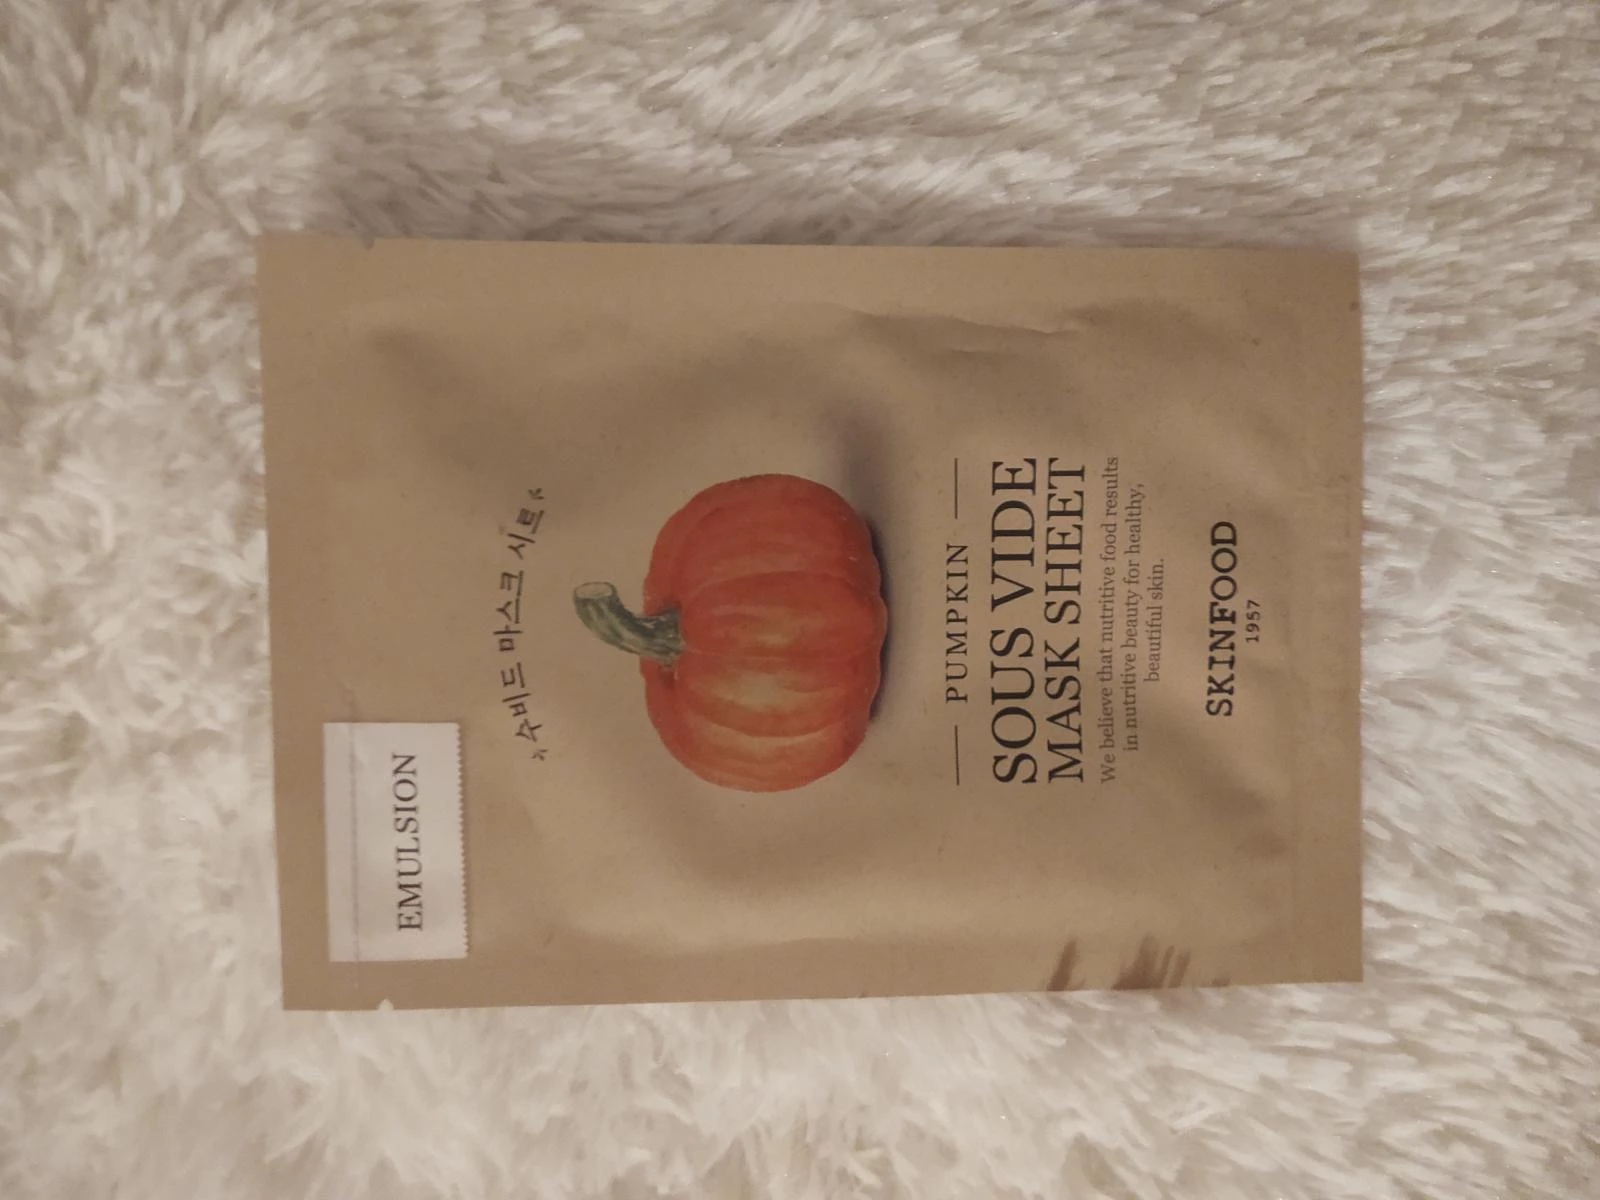 EMULSION
수비드 마스크 시트
PUMPKIN
SOUS VIDE
MASK SHEET
We believe that nutritive food results
in nutritive beauty for healthy,
beautiful skin.
SKINFOOD
1957